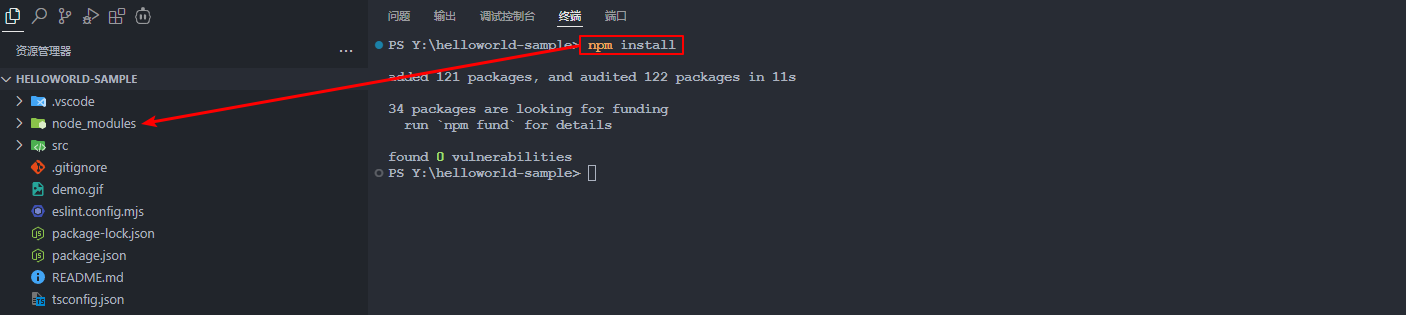 资源管理器
···
HELLOWORLD-SAMPLE
.vscode
node_modules
src
.gitignore
demo.gif
eslint.config.mjs
package-lock.json
package.json
README.md
tsconfig.json
问题 输出 调试控制台 终端 端口
PS Y:\helloworld-sample> npm install
added 121 packages, and audited 122 packages in 11s
34 packages are looking for funding
run `npm fund` for details
found 0 vulnerabilities
PS Y:\helloworld-sample>